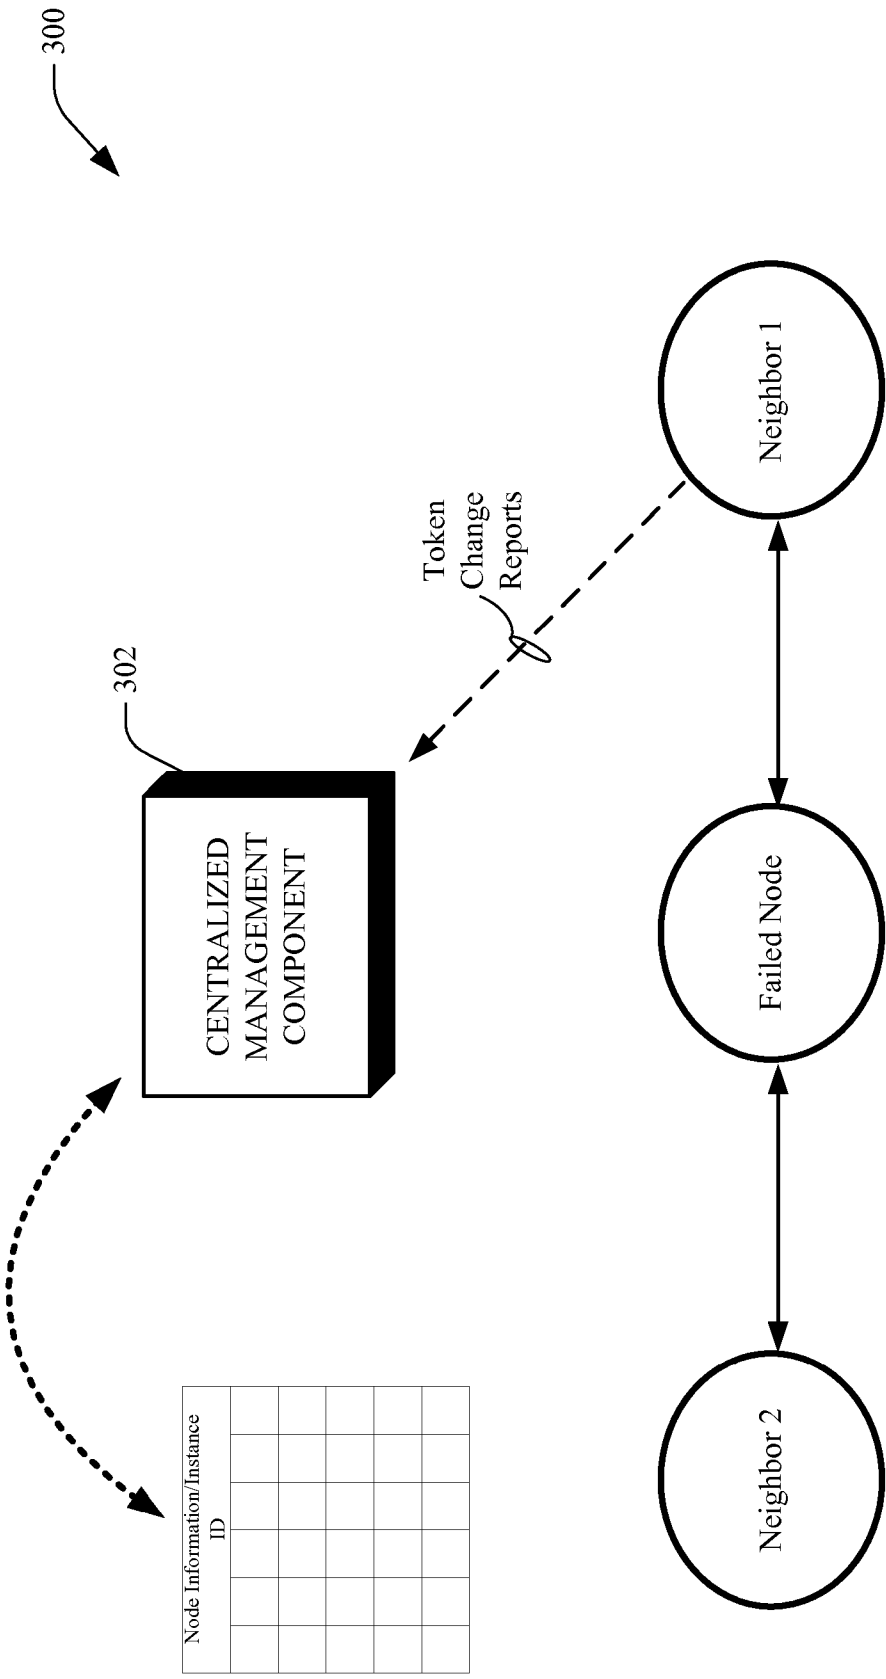 300
Node Information/Instance
ID
302
CENTRALIZED
MANAGEMENT
COMPONENT
Token
Change
Reports
Neighbor 2
Failed Node
Neighbor 1